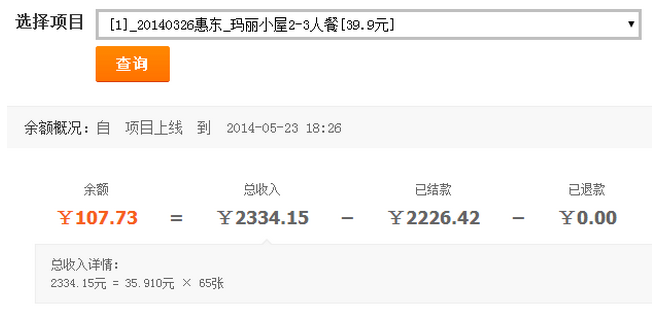 选择项目 [1]_20140326惠东_玛丽小屋2-3人餐[39.9元]
查询
余额概况：自 项目上线 到 2014-05-23 18:26
余额 总收入 已结款 已退款
￥107.73 = ￥2334.15 − ￥2226.42 − ￥0.00
总收入详情：
2334.15元 = 35.910元 × 65张